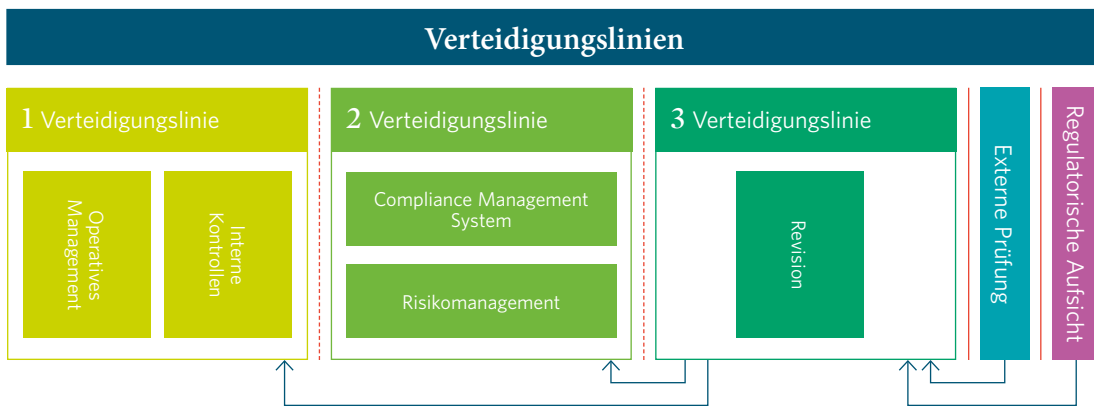 Verteidigungslinien
1 Verteidigungslinie
Operatives
Management
Interne
Kontrollen
2 Verteidigungslinie
Compliance Management
System
Risikomanagement
3 Verteidigungslinie
Revision
Externe Prüfung
Regulatorische Aufsicht